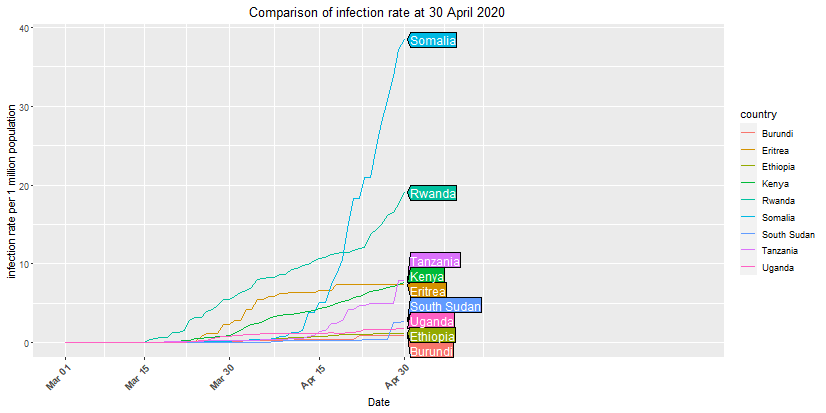 Comparison of infection rate at 30 April 2020
infection rate per 1 million population
40
30
20
10
0
Somalia
Rwanda
Tanzania
Kenya
Eritrea
South Sudan
Uganda
Ethiopia
Burundi
Mar 01
Mar 15
Mar 30
Apr 15
Apr 30
Date
country
Burundi
Eritrea
Ethiopia
Kenya
Rwanda
Somalia
South Sudan
Tanzania
Uganda